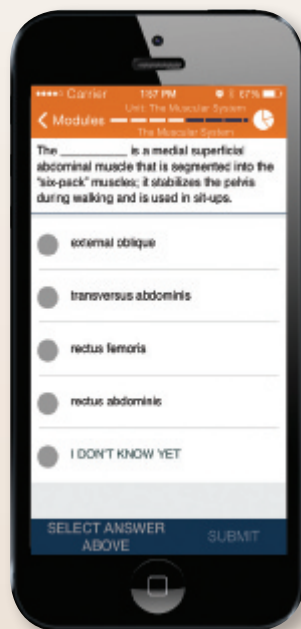 Carrier 1:57 PM 67%
Unit: The Muscular System
Modules
The Muscular System
The ________ is a medial superficial
abdominal muscle that is segmented into the
"six-pack" muscles; it stabilizes the pelvis
during walking and is used in sit-ups.
external oblique
transversus abdominis
rectus femoris
rectus abdominis
I DON'T KNOW YET
SELECT ANSWER
ABOVE
SUBMIT